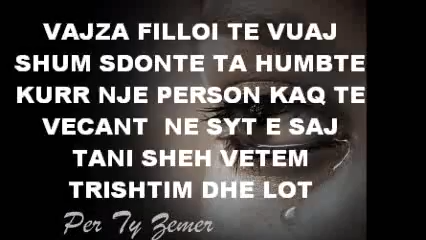 VAJZA FILLOI TE VUAJ
SHUM SDONTE TA HUMBTE
KURR NJE PERSON KAQ TE
VECANT NE SYT E SAJ
TANI SHEH VETEM
TRISHTIM DHE LOT
Per Ty Zemer